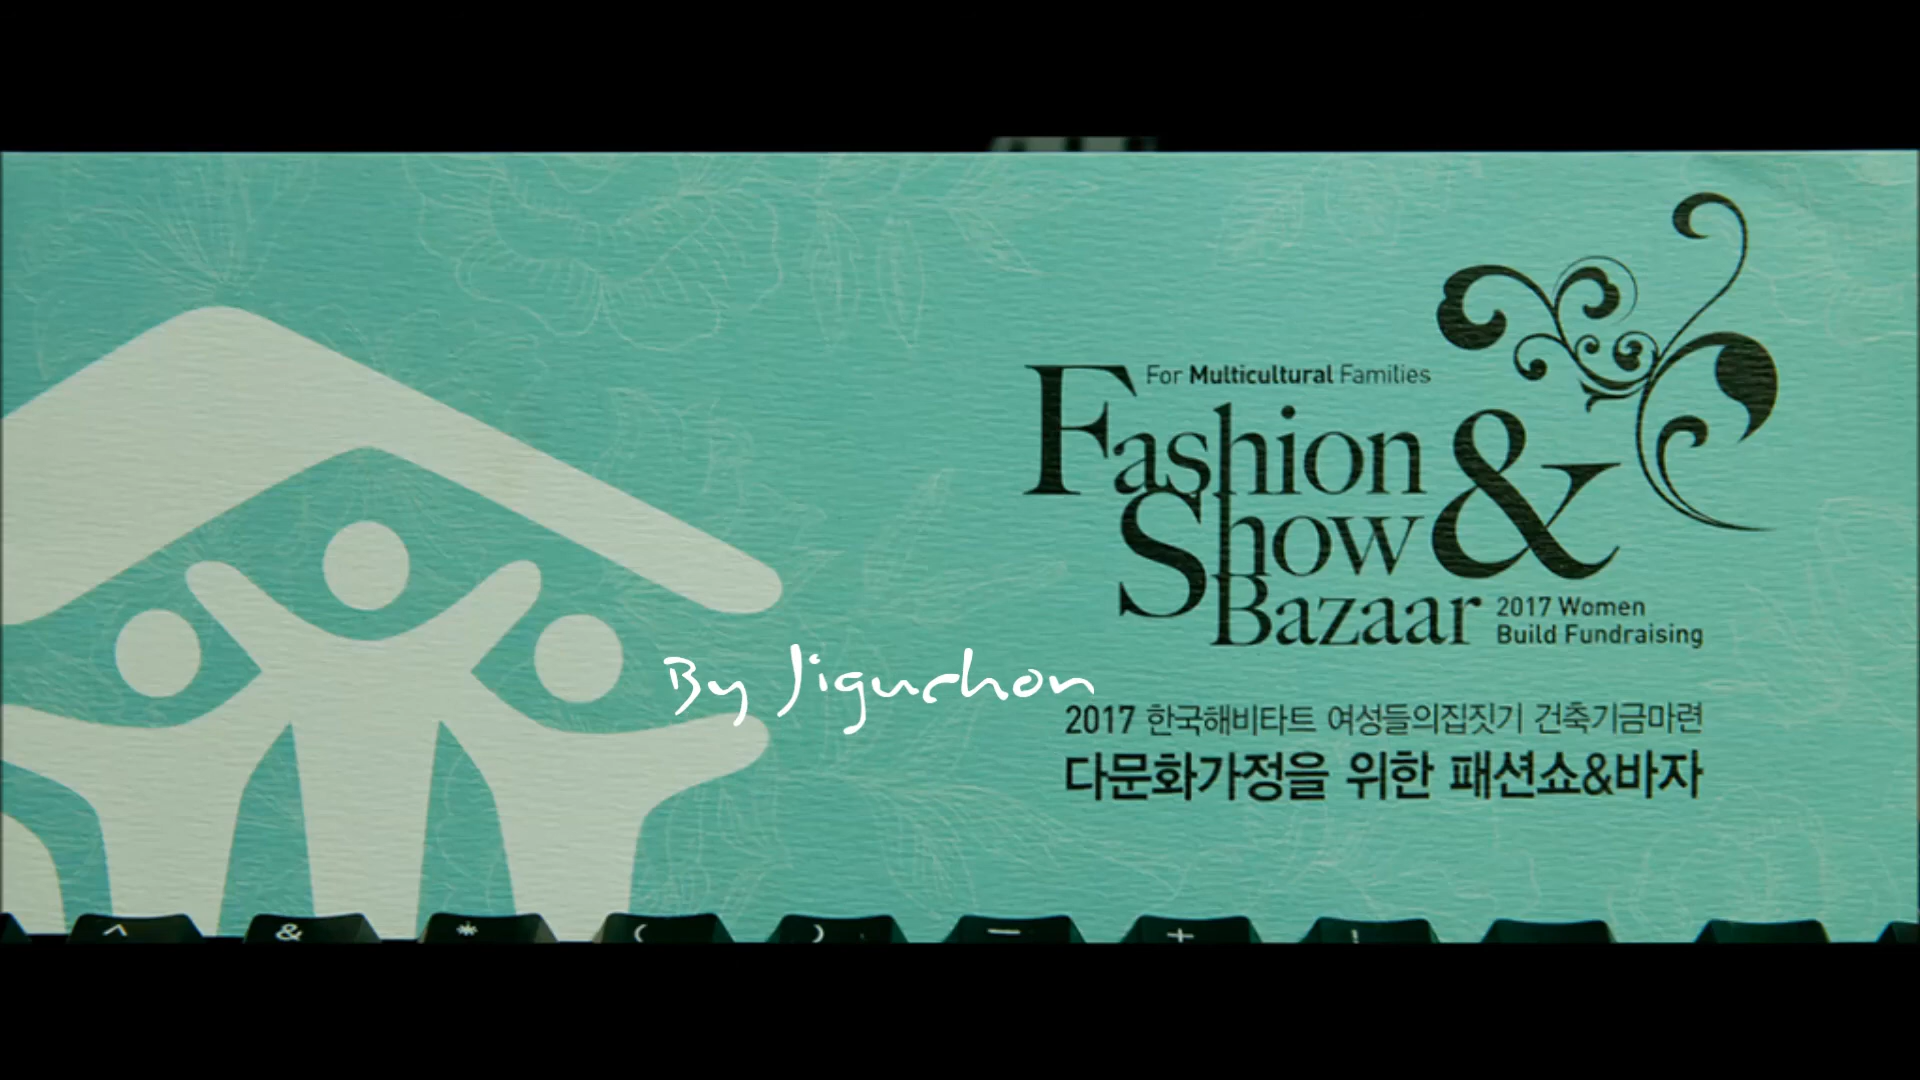 For Multicultural Families
Fashion
Show &
Bazaar
2017 Women
Build Fundraising
By Jiguchon
2017 한국해비타트 여성들의집짓기 건축기금마련
다문화가정을 위한 패션쇼&바자
^ & * ( ) — + !